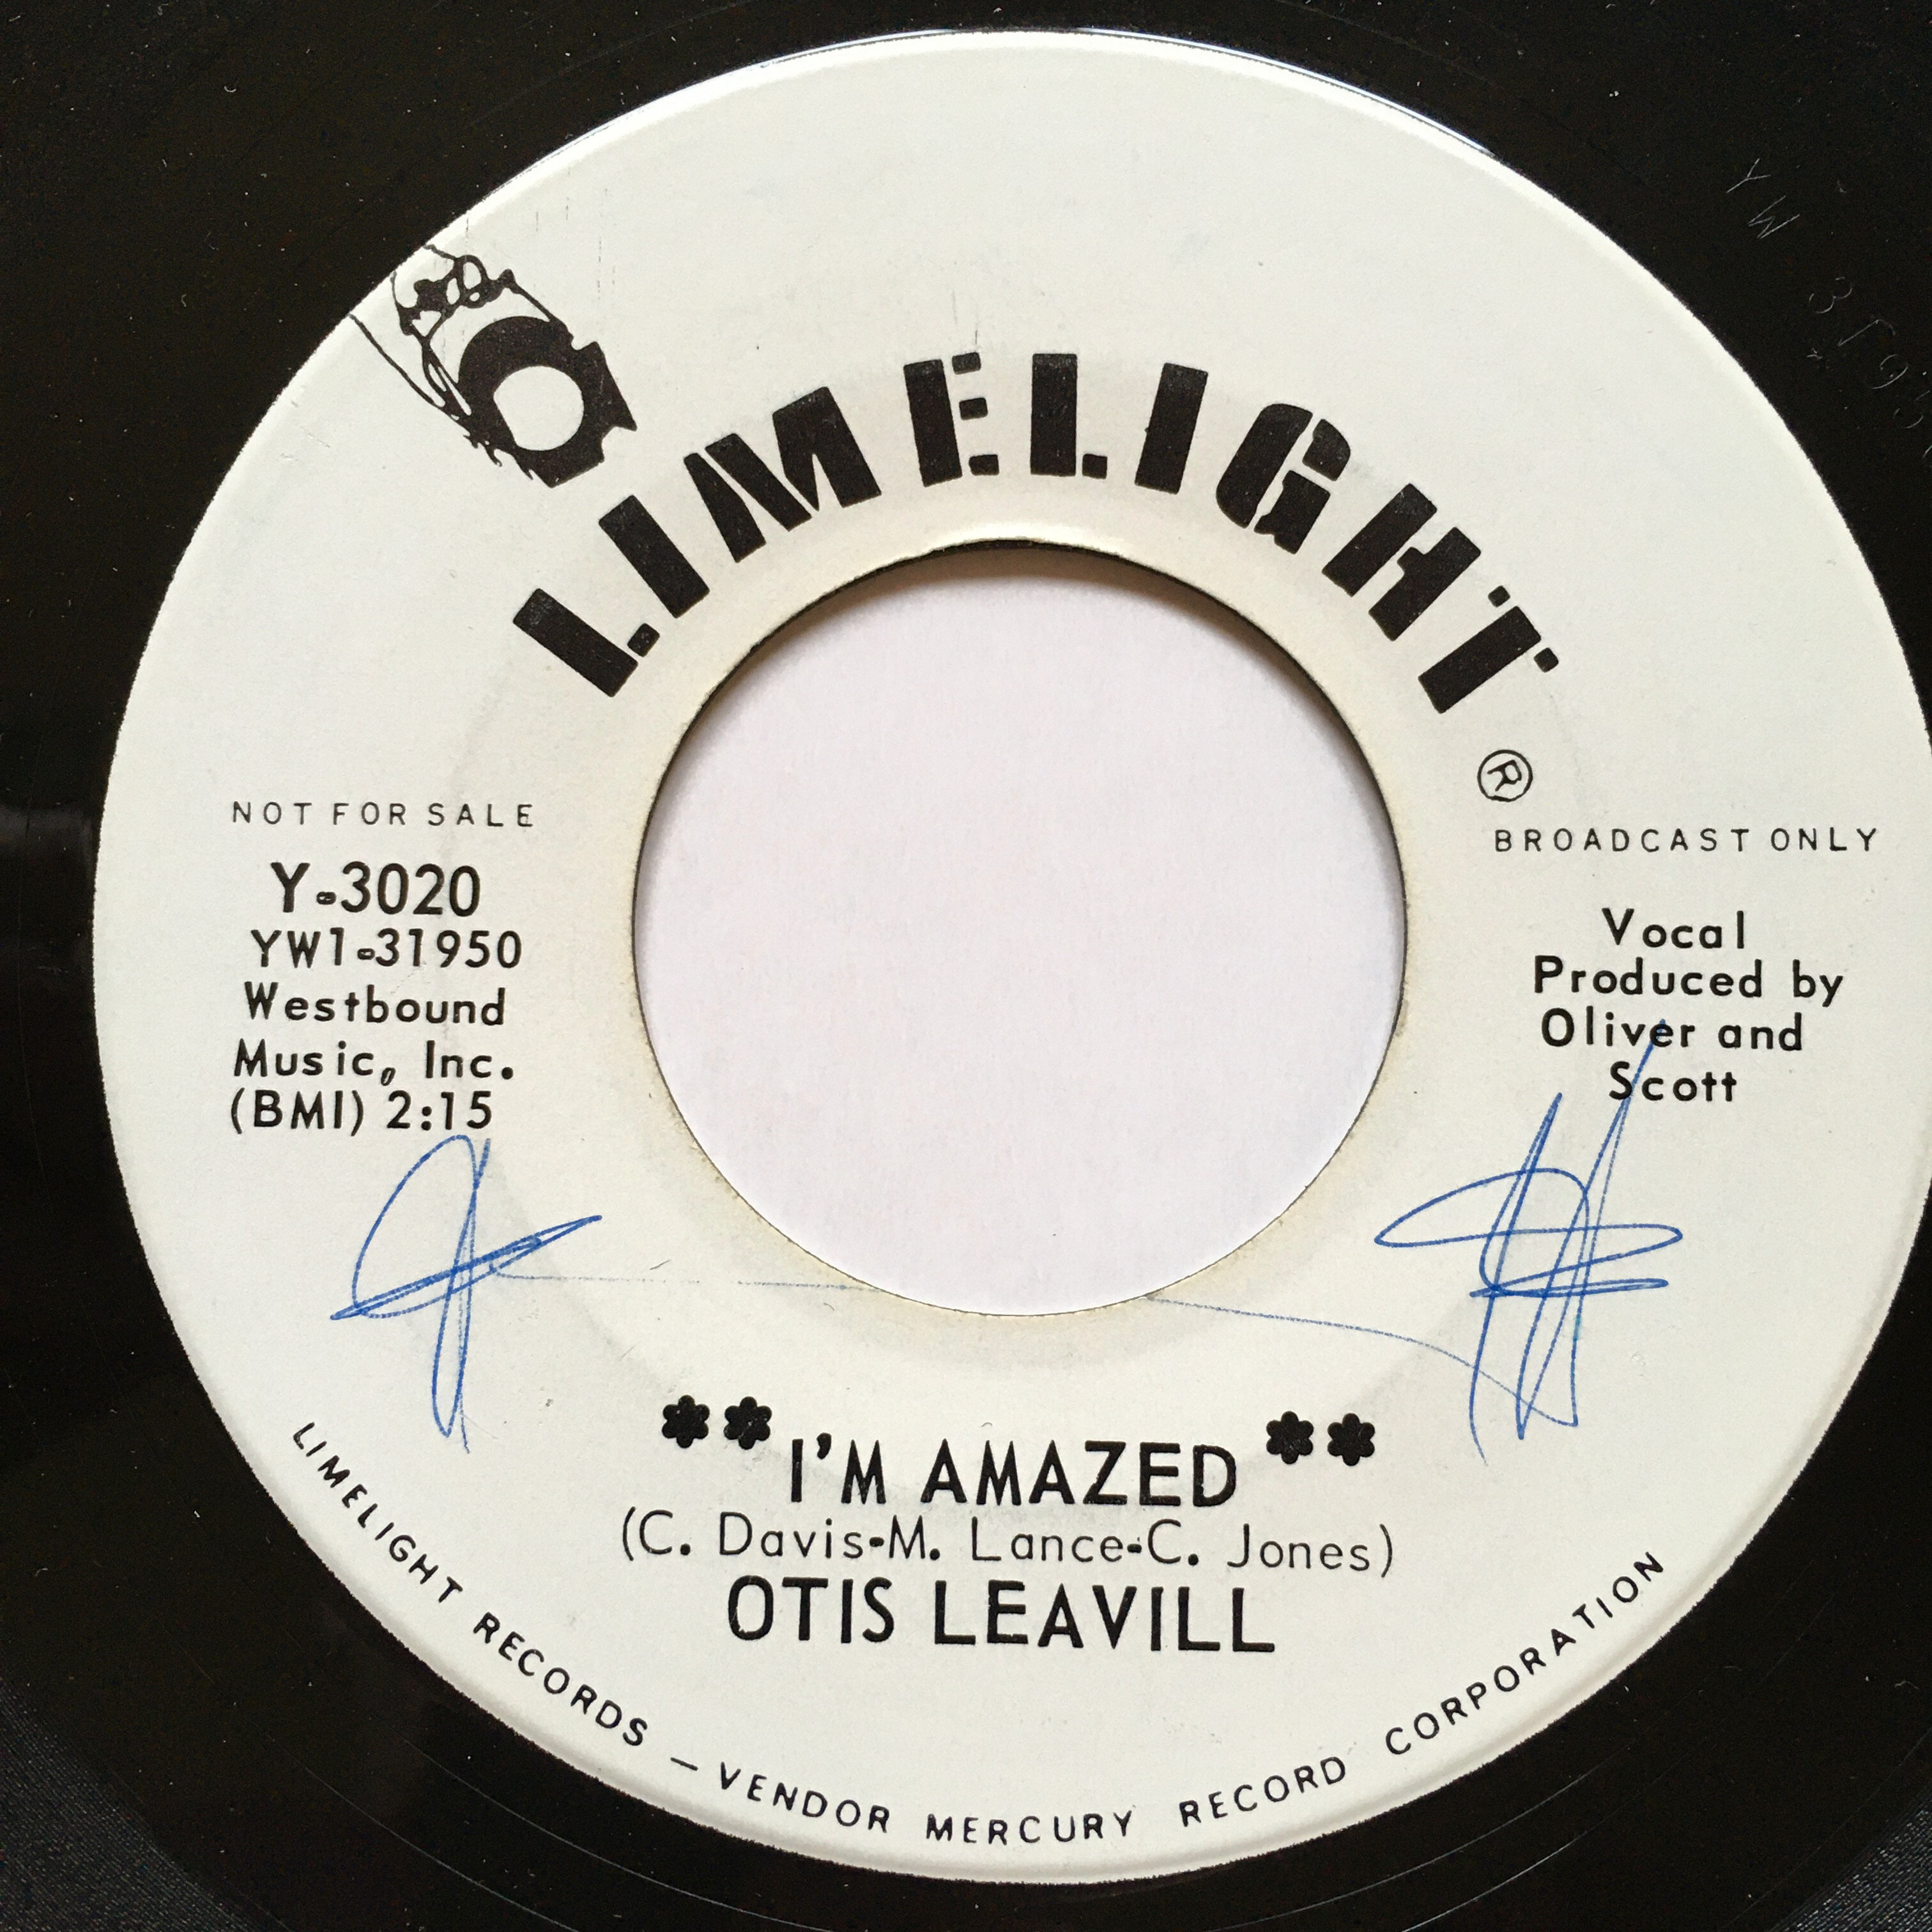 LIMELIGHT
®
NOT FOR SALE
Y-3020
YW1-31950
Westbound
Music, Inc.
(BMI) 2:15
BROADCAST ONLY
Vocal
Produced by
Oliver and
Scott
**I'M AMAZED**
(C. Davis-M. Lance-C. Jones)
OTIS LEAVILL
LIMELIGHT RECORDS — VENDOR MERCURY RECORD CORPORATION